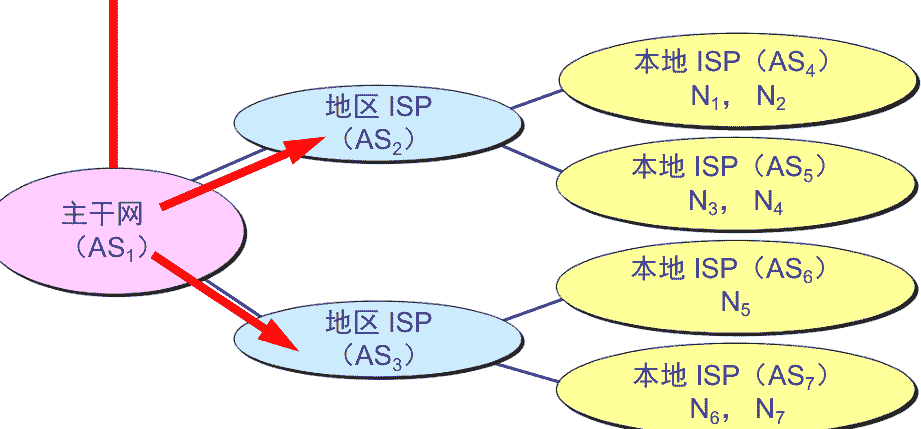 主干网
（AS₁）
地区 ISP
（AS₂）
地区 ISP
（AS₃）
本地 ISP（AS₄）
N₁， N₂
本地 ISP（AS₅）
N₃， N₄
本地 ISP（AS₆）
N₅
本地 ISP（AS₇）
N₆， N₇